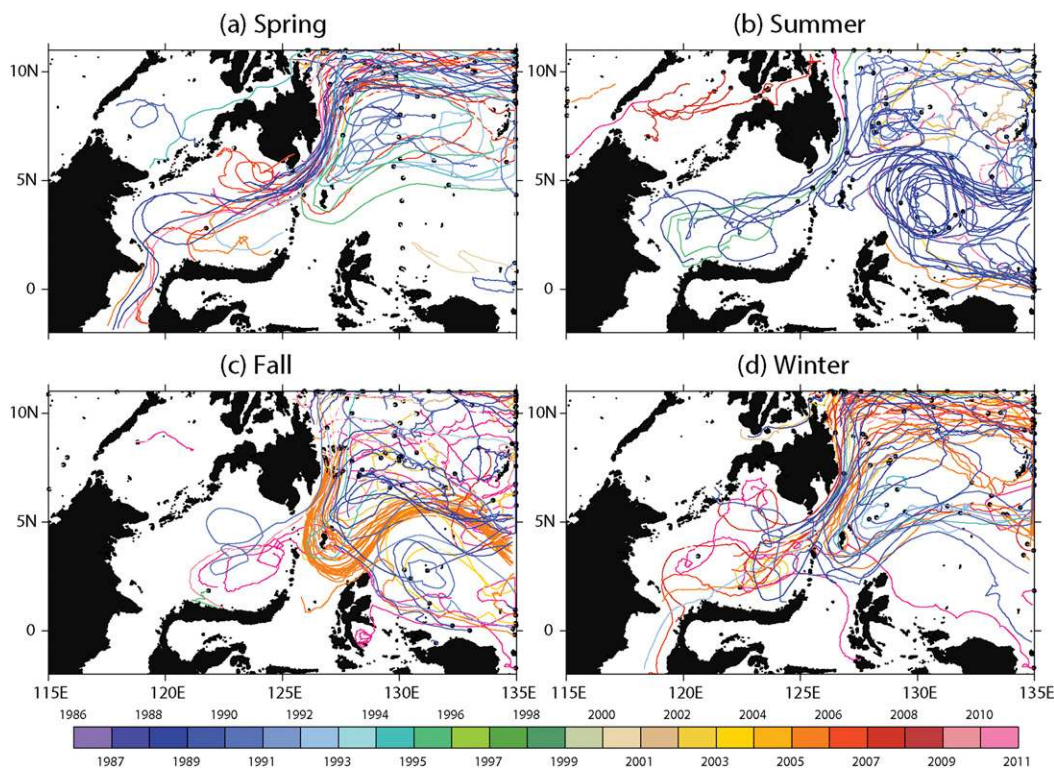 (a) Spring
(b) Summer
10N
5N
0
10N
5N
0
(c) Fall
(d) Winter
10N
5N
0
10N
5N
0
115E 120E 125E 130E 135E
115E 120E 125E 130E 135E
1986 1988 1990 1992 1994 1996 1998 2000 2002 2004 2006 2008 2010
1987 1989 1991 1993 1995 1997 1999 2001 2003 2005 2007 2009 2011